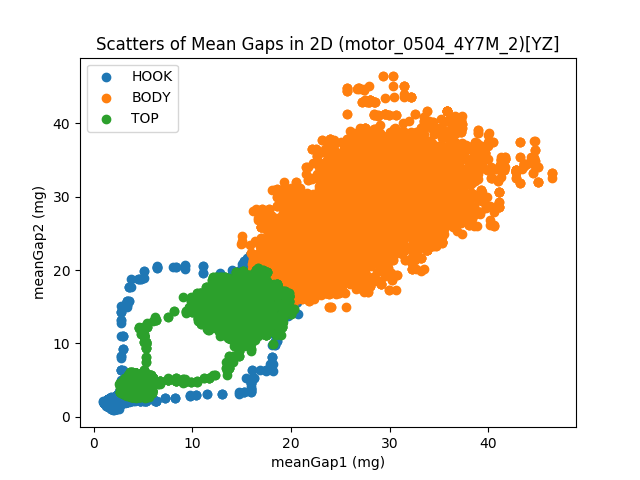 Scatters of Mean Gaps in 2D (motor_0504_4Y7M_2)[YZ]
HOOK
BODY
TOP
meanGap2 (mg)
40
30
20
10
0
0 10 20 30 40
meanGap1 (mg)